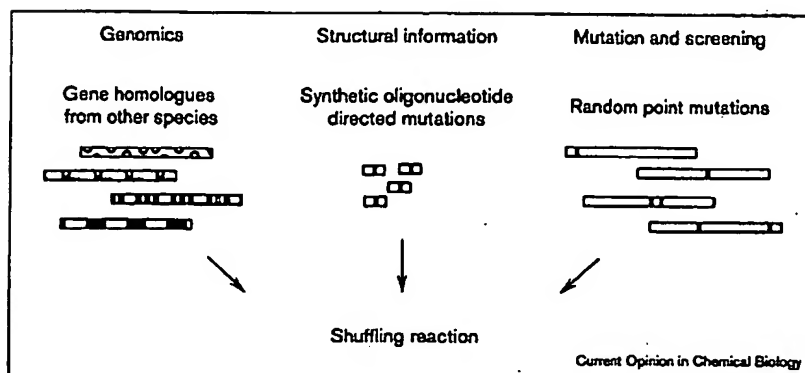 Genomics
Structural information
Mutation and screening
Gene homologues
from other species
Synthetic oligonucleotide
directed mutations
Random point mutations
Shuffling reaction
Current Opinion in Chemical Biology